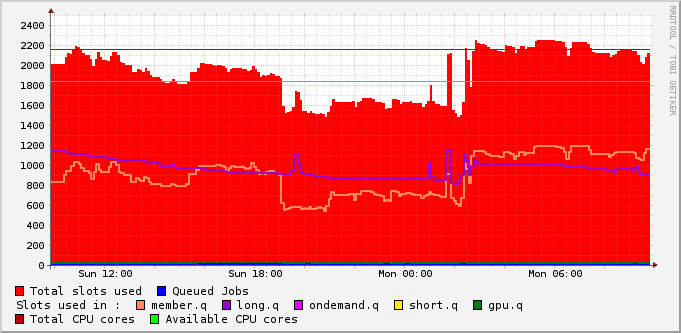 RRDTOOL / TOBI OETIKER
2400
2200
2000
1800
1600
1400
1200
1000
800
600
400
200
0
Sun 12:00 Sun 18:00 Mon 00:00 Mon 06:00
Total slots used Queued Jobs
Slots used in : member.q long.q ondemand.q short.q gpu.q
Total CPU cores Available CPU cores